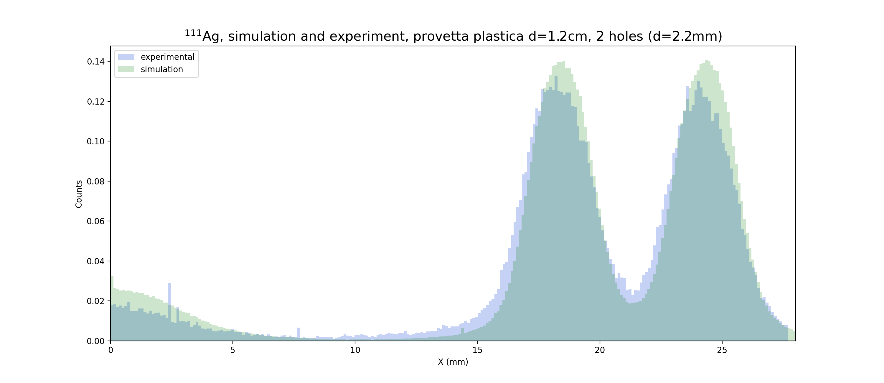 ¹¹¹Ag, simulation and experiment, provetta plastica d=1.2cm, 2 holes (d=2.2mm)
experimental
simulation
0.14
0.12
0.10
0.08
0.06
0.04
0.02
0.00
Counts
0 5 10 15 20 25
X (mm)